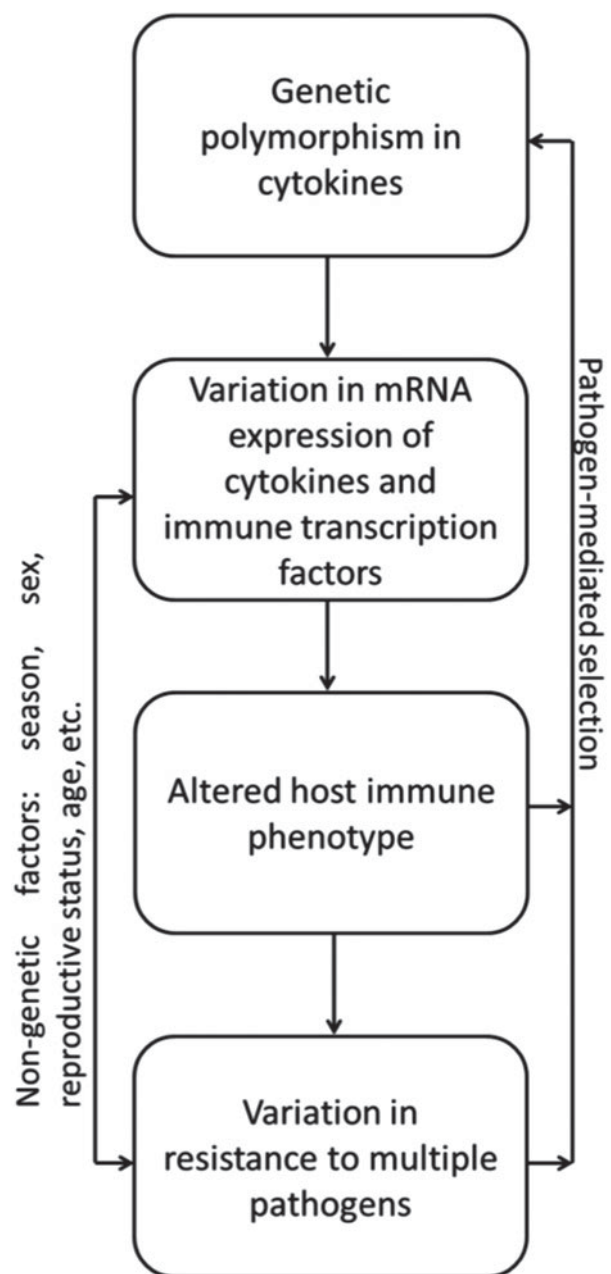 Genetic
polymorphism in
cytokines
Variation in mRNA
expression of
cytokines and
immune transcription
factors
Altered host immune
phenotype
Variation in
resistance to multiple
pathogens
Non-genetic factors: season, sex,
reproductive status, age, etc.
Pathogen-mediated selection